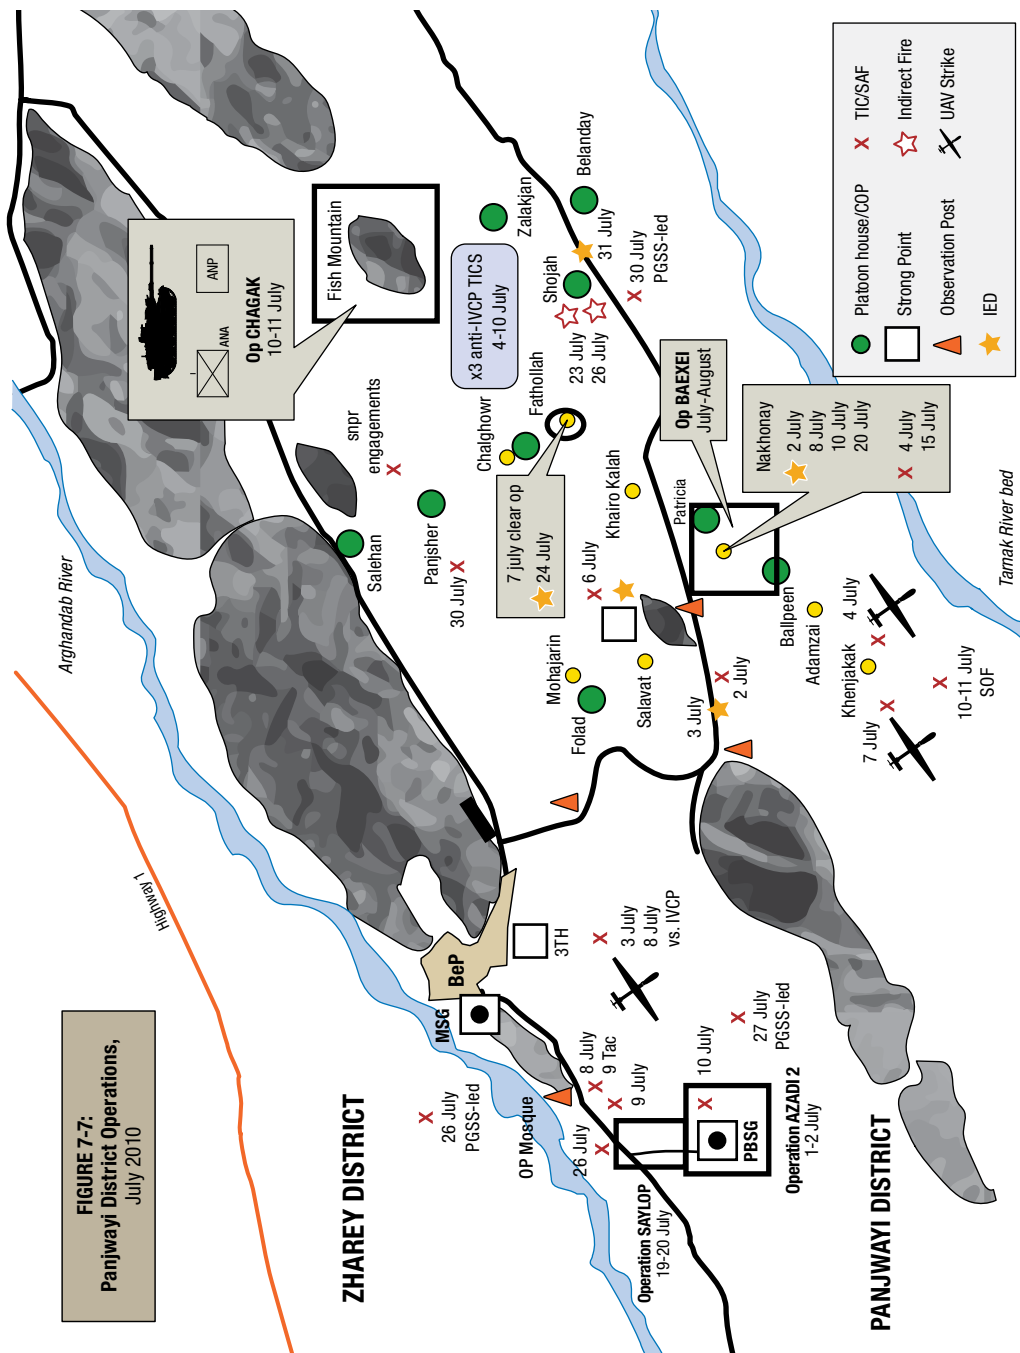 FIGURE 7-7:
Panjwayi District Operations,
July 2010
Highway 1
Arghandab River
ZHAREY DISTRICT
PANJWAYI DISTRICT
Tarnak River bed
BeP
MSG
3TH
OP Mosque
26 July
PGSS-led
26 July
8 July
9 Tac
9 July
10 July
PBSG
Operation SAYLOP
19-20 July
Operation AZADI 2
1-2 July
27 July
PGSS-led
3 July
8 July
vs. IVCP
Folad
Mohajarin
Salavat
3 July
2 July
6 July
7 July
Khenjakak
4 July
10-11 July
SOF
Adamzai
Ballpeen
Patricia
Khairo Kalah
Salehan
Panjsher
30 July
snpr
engagements
Chalghowr
Fathollah
7 july clear op
24 July
Op CHAGAK
10-11 July
I
ANA
ANP
Fish Mountain
x3 anti-IVCP TICS
4-10 July
Zalakjan
Belanday
Shojah
31 July
23 July
26 July
30 July
PGSS-led
Op BAEXEI
July-August
Nakhonay
2 July
8 July
10 July
20 July
4 July
15 July
Platoon house/COP
Strong Point
Observation Post
IED
TIC/SAF
Indirect Fire
UAV Strike